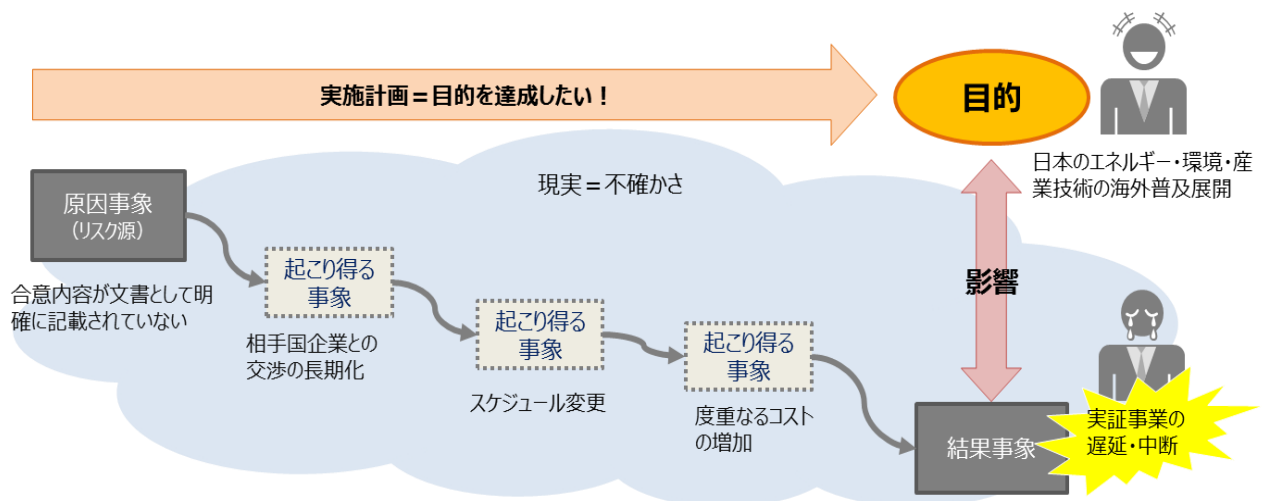 実施計画＝目的を達成したい！
目的
日本のエネルギー・環境・産
業技術の海外普及展開
現実＝不確かさ
原因事象
（リスク源）
合意内容が文書として明
確に記載されていない
起こり得る
事象
相手国企業との
交渉の長期化
起こり得る
事象
スケジュール変更
起こり得る
事象
度重なるコスト
の増加
影響
結果事象
実証事業の
遅延・中断